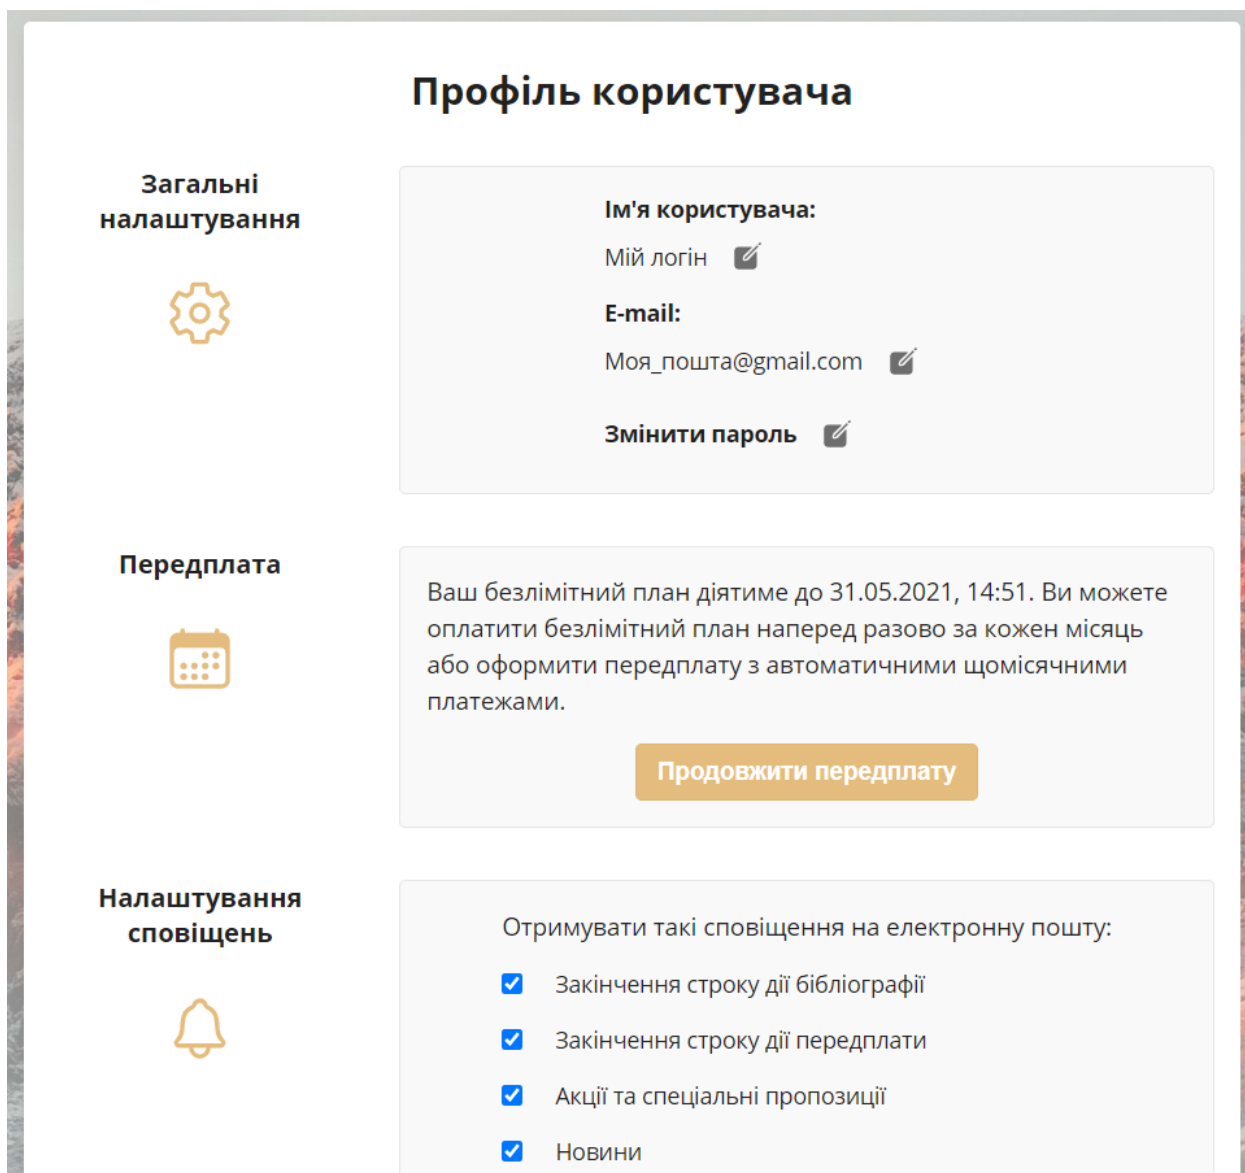 Профіль користувача
Загальні
налаштування
Ім'я користувача:
Мій логін
E-mail:
Моя_пошта@gmail.com
Змінити пароль
Передплата
Ваш безлімітний план діятиме до 31.05.2021, 14:51. Ви можете
оплатити безлімітний план наперед разово за кожен місяць
або оформити передплату з автоматичними щомісячними
платежами.
Продовжити передплату
Налаштування
сповіщень
Отримувати такі сповіщення на електронну пошту:
Закінчення строку дії бібліографії
Закінчення строку дії передплати
Акції та спеціальні пропозиції
Новини